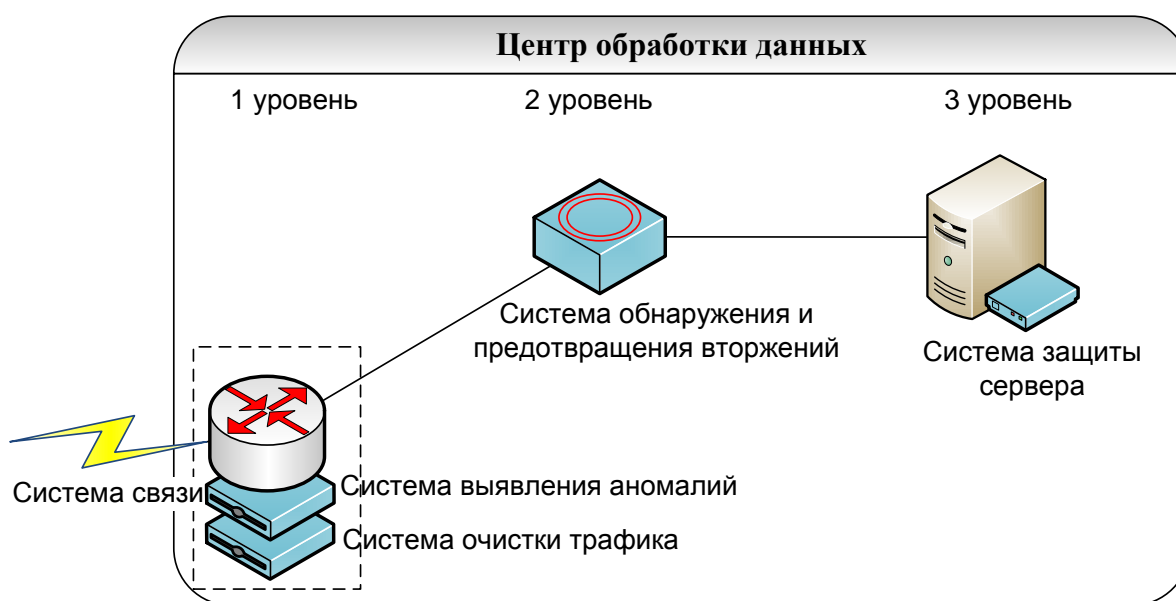 Центр обработки данных
1 уровень
2 уровень
3 уровень
Система обнаружения и
предотвращения вторжений
Система защиты
сервера
Система связи
Система выявления аномалий
Система очистки трафика